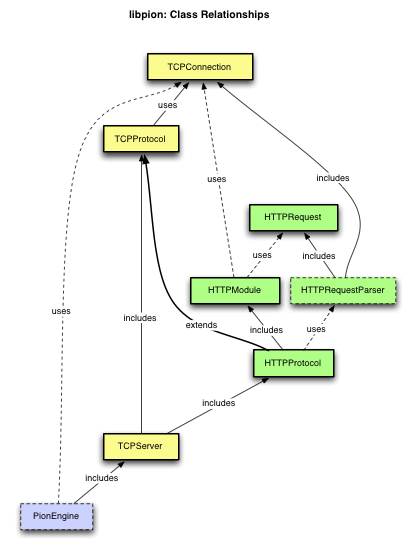 libpion: Class Relationships
TCPConnection
uses
TCPProtocol
uses
includes
HTTPRequest
uses
includes
HTTPModule
HTTPRequestParser
uses
includes
extends
includes
uses
HTTPProtocol
includes
TCPServer
includes
PionEngine